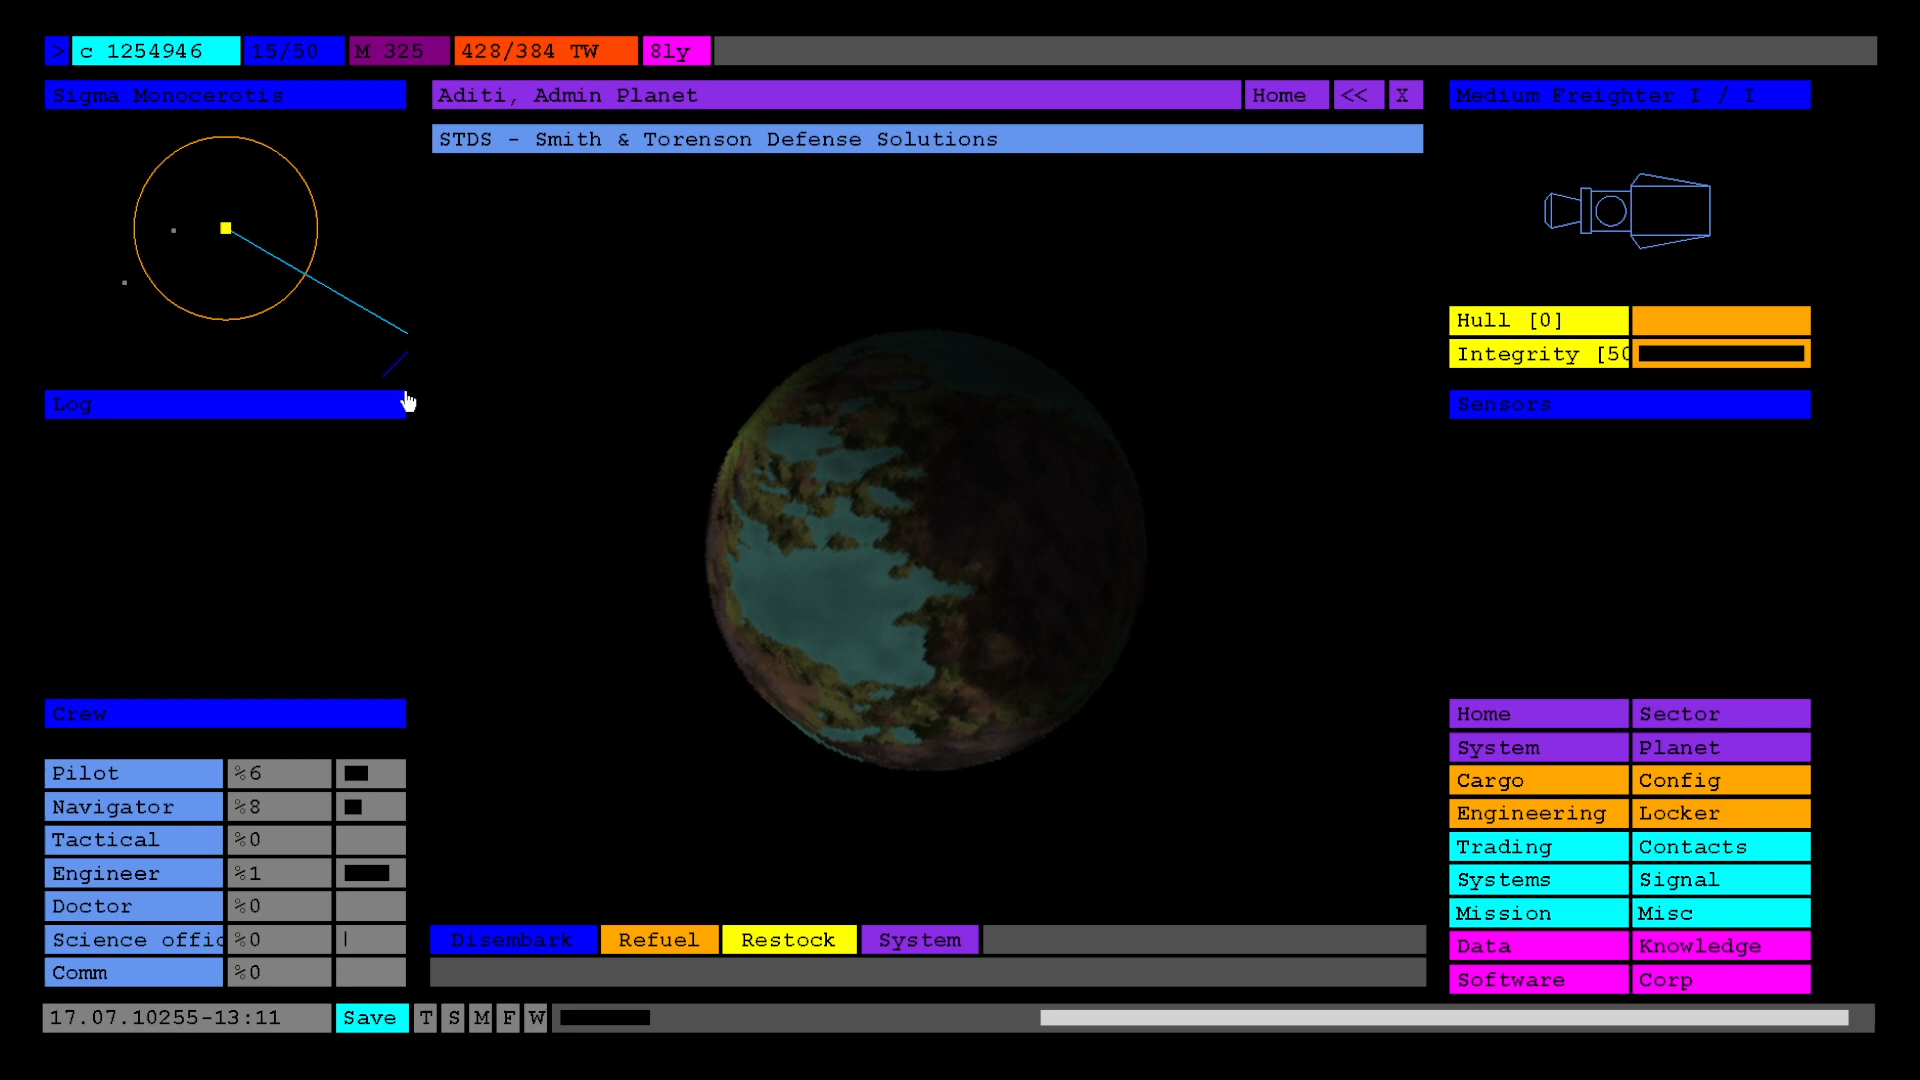 > c 1254946 15/50 M 325 428/384 TW 8ly
Sigma Monocerotis
Aditi, Admin Planet Home << X
Medium Freighter I / I
STDS - Smith & Torenson Defense Solutions
Hull [0]
Integrity [50
Log
Sensors
Crew
Pilot %6
Navigator %8
Tactical %0
Engineer %1
Doctor %0
Science offic %0
Comm %0
Disembark Refuel Restock System
Home Sector
System Planet
Cargo Config
Engineering Locker
Trading Contacts
Systems Signal
Mission Misc
Data Knowledge
Software Corp
17.07.10255-13:11 Save T S M F W